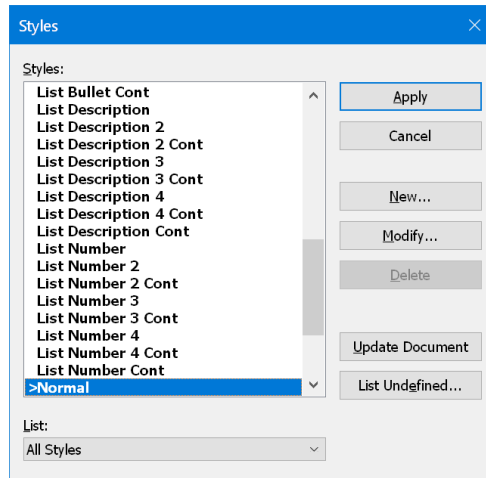 Styles
Styles:
List Bullet Cont
List Description
List Description 2
List Description 2 Cont
List Description 3
List Description 3 Cont
List Description 4
List Description 4 Cont
List Description Cont
List Number
List Number 2
List Number 2 Cont
List Number 3
List Number 3 Cont
List Number 4
List Number 4 Cont
List Number Cont
>Normal
Apply
Cancel
New...
Modify...
Delete
Update Document
List Undefined...
List:
All Styles